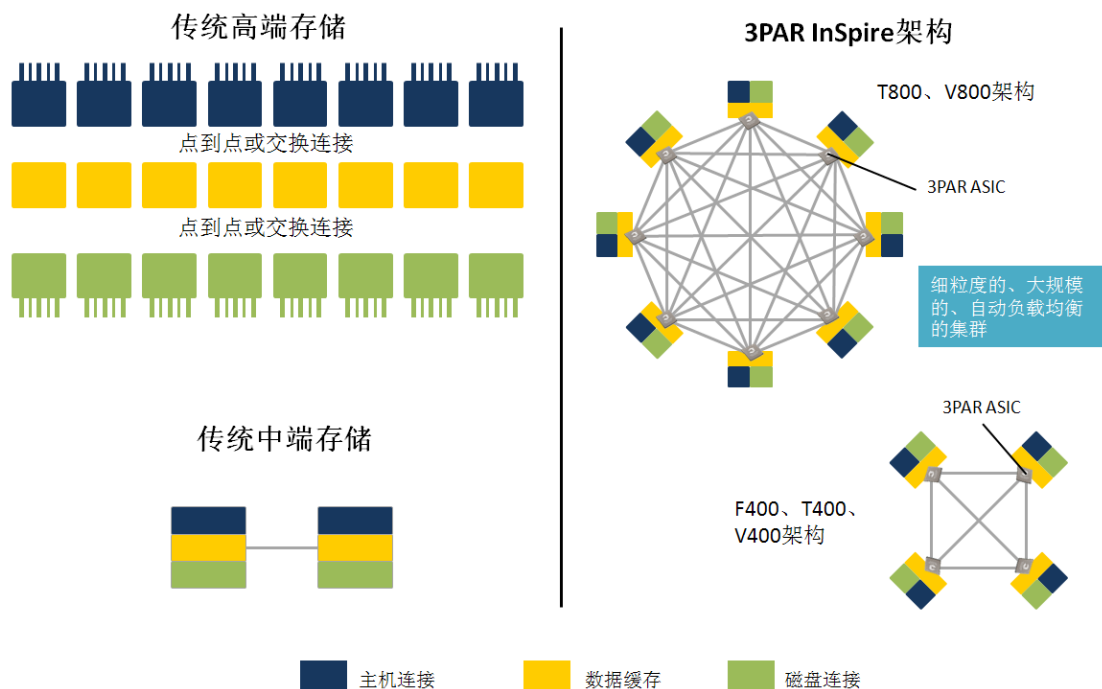 传统高端存储
点到点或交换连接
点到点或交换连接
传统中端存储
3PAR InSpire架构
T800、V800架构
3PAR ASIC
细粒度的、大规模
的、自动负载均衡
的集群
3PAR ASIC
F400、T400、
V400架构
主机连接
数据缓存
磁盘连接